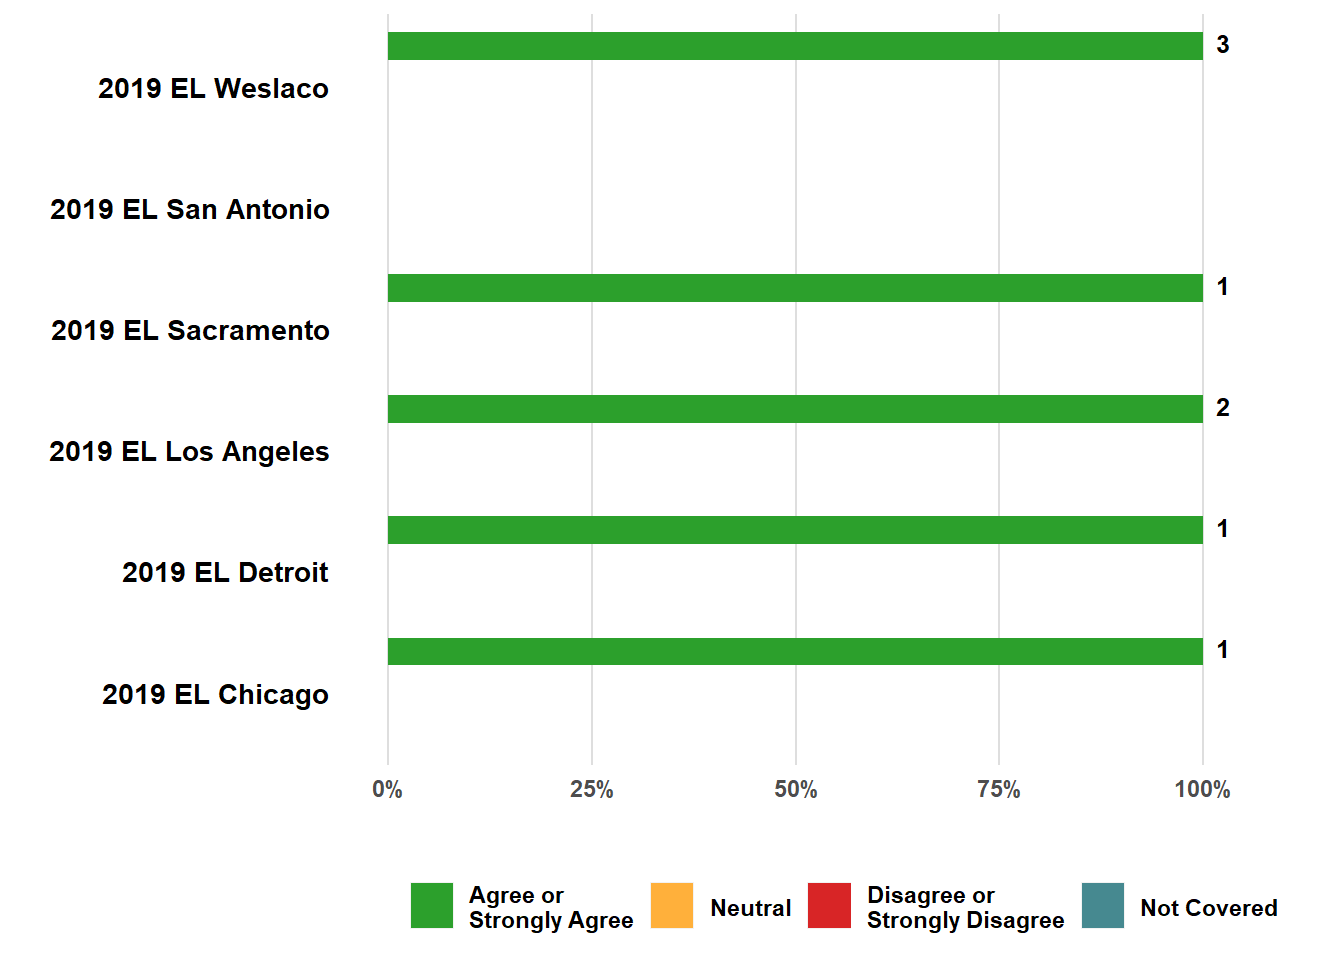 3
2019 EL Weslaco
2019 EL San Antonio
1
2019 EL Sacramento
2
2019 EL Los Angeles
1
2019 EL Detroit
1
2019 EL Chicago
0% 25% 50% 75% 100%
Agree or
Strongly Agree
Neutral
Disagree or
Strongly Disagree
Not Covered